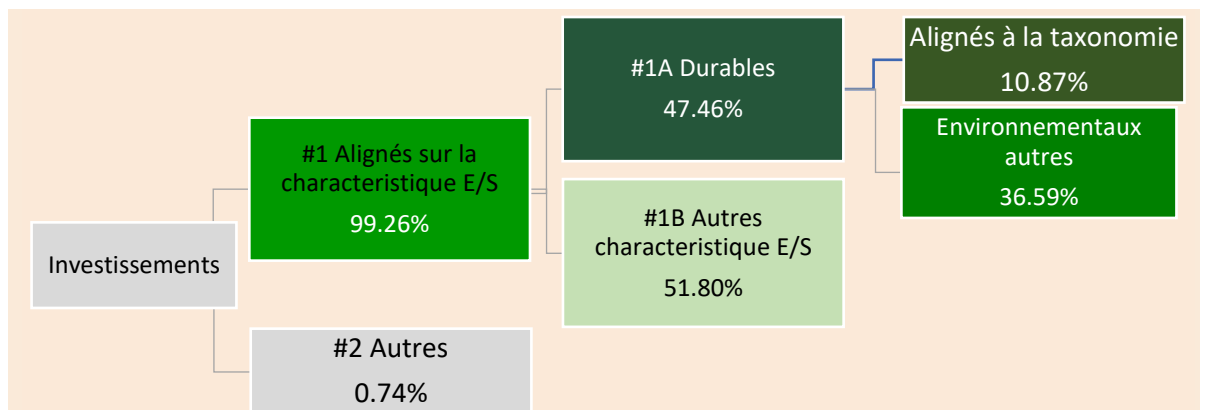 Investissements
#1 Alignés sur la
characteristique E/S
99.26%
#2 Autres
0.74%
#1A Durables
47.46%
#1B Autres
characteristique E/S
51.80%
Alignés à la taxonomie
10.87%
Environnementaux
autres
36.59%